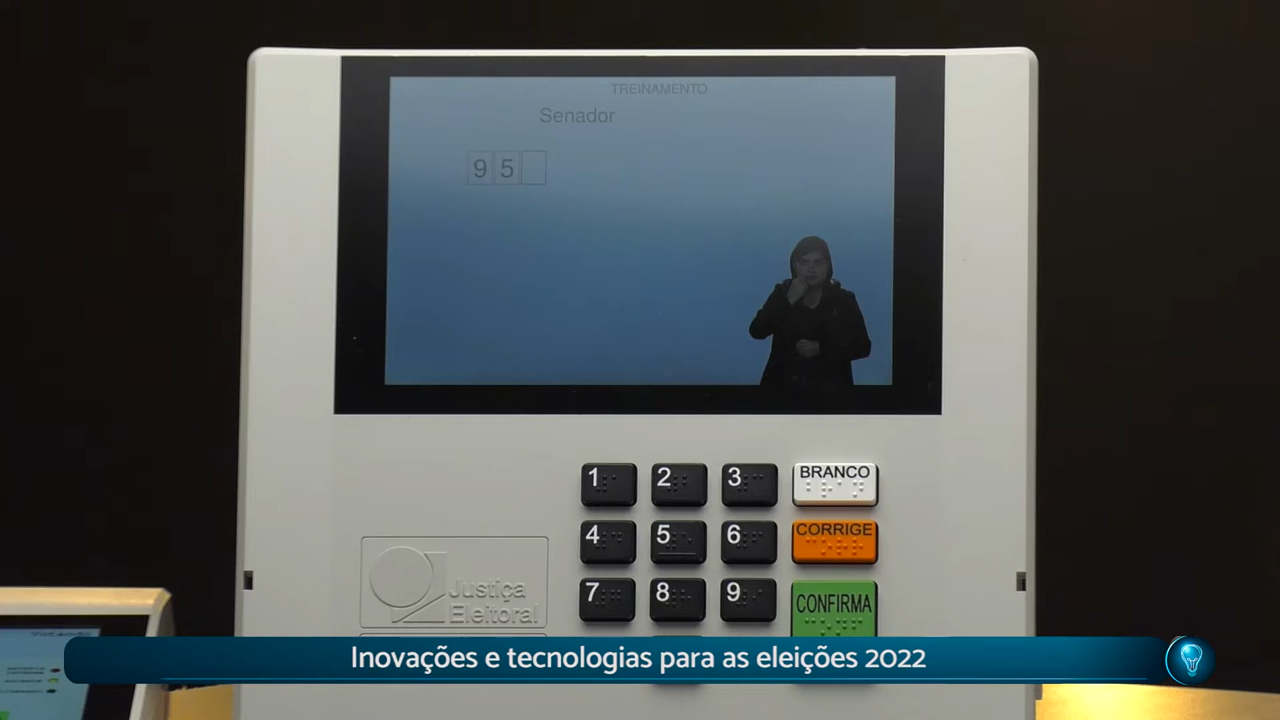 TREINAMENTO
Senador
9 5
1 2 3 BRANCO
4 5 6 CORRIGE
7 8 9 CONFIRMA
Justiça
Eleitoral
Inovações e tecnologias para as eleições 2022